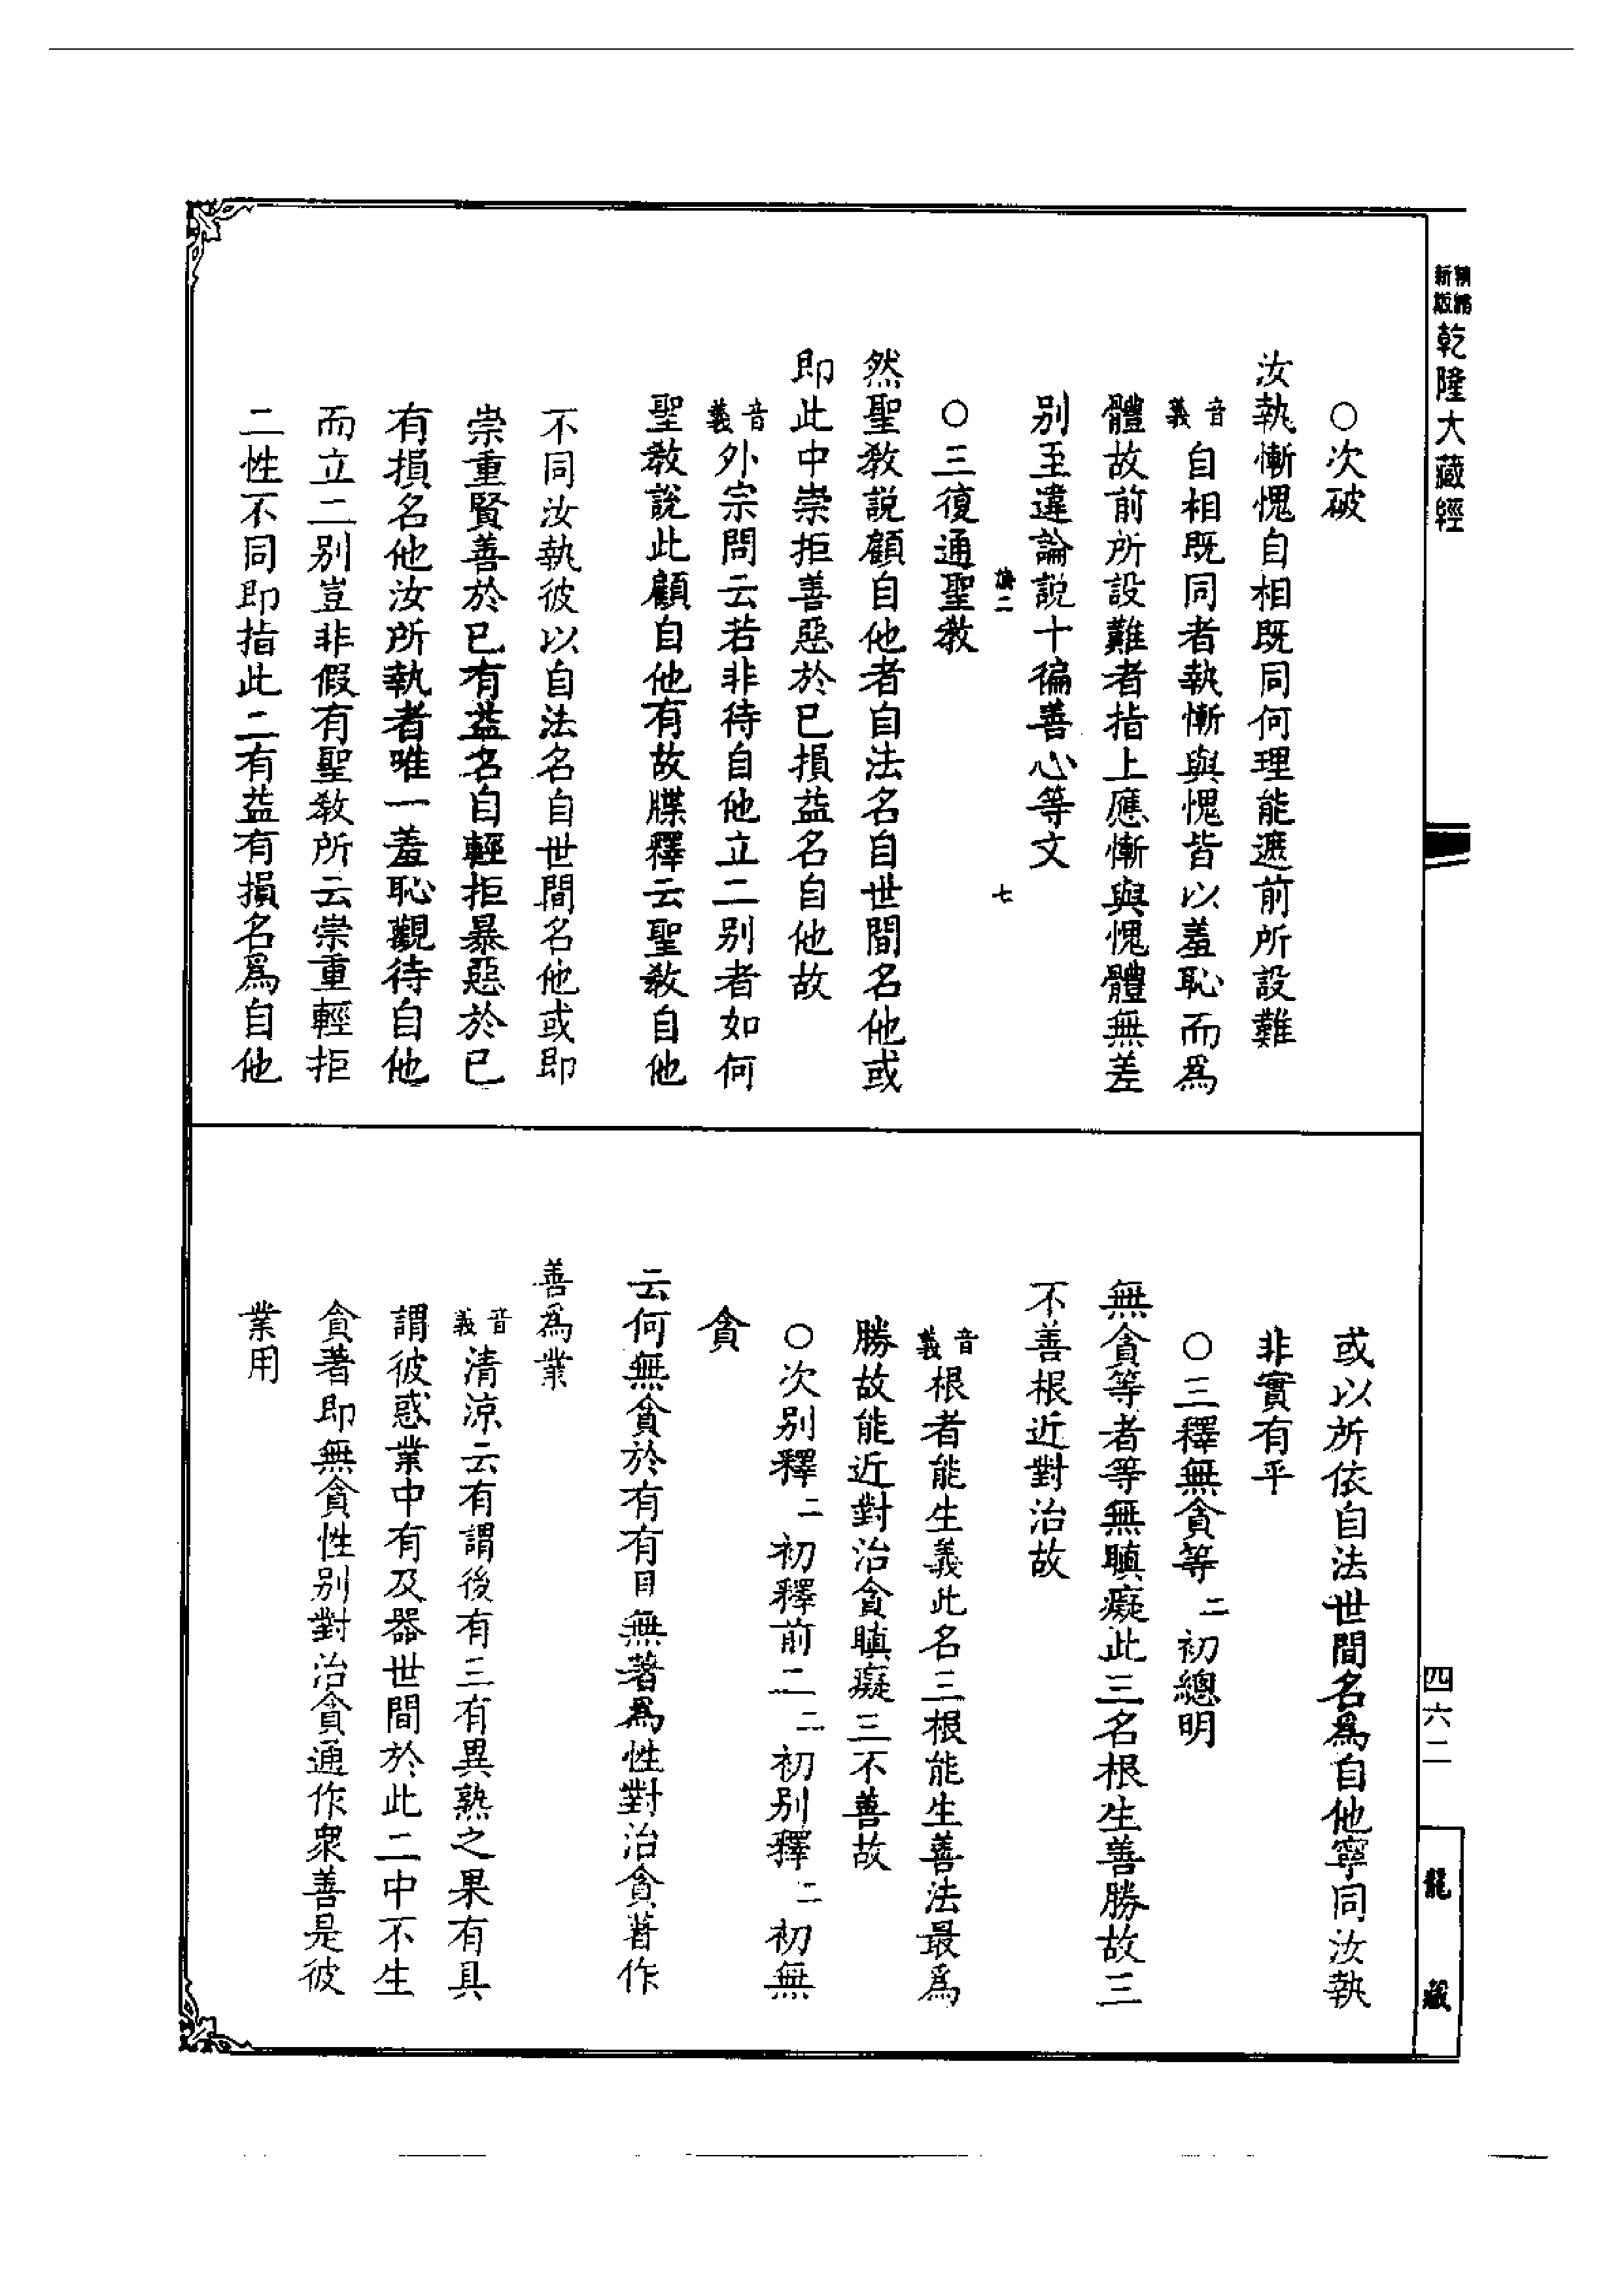 精縮
新版
乾隆大藏經
○次破
汝執慚愧自相既同何理能遮前所設難
音義自相既同者執慚與愧皆以羞恥而爲
體故前所設難者指上應慚與愧體無差
别至違論説十徧善心等文
七
○三復通聖教
然聖教説顧自他者自法名自世間名他或
即此中崇拒善惡於已損益名自他故
音義外宗問云若非待自他立二别者如何
聖教說此顧自他有故牒釋云聖教自他
不同汝執彼以自法名自世間名他或即
崇重賢善於已有益名自輕拒暴惡於已
有損名他汝所執者唯一羞恥觀待自他
而立二别豈非假有聖教所云崇重輕拒
二性不同即指此二有益有損名爲自他
四六二
龍藏
或以所依自法世間名爲自他寧同汝執
非實有乎
○三釋無貪等二初總明
無貪等者等無瞋癡此三名根生善勝故三
不善根近對治故
音義根者能生義此名三根能生善法最爲
勝故能近對治貪瞋癡三不善故
○次别釋二初釋前二二初别釋二初無
貪
云何無貪於有有具無著爲性對治貪著作
善爲業
音義清涼云有謂後有三有異熟之果有具
謂彼惑業中有及器世間於此二中不生
貪著即無貪性别對治貪通作衆善是彼
業用